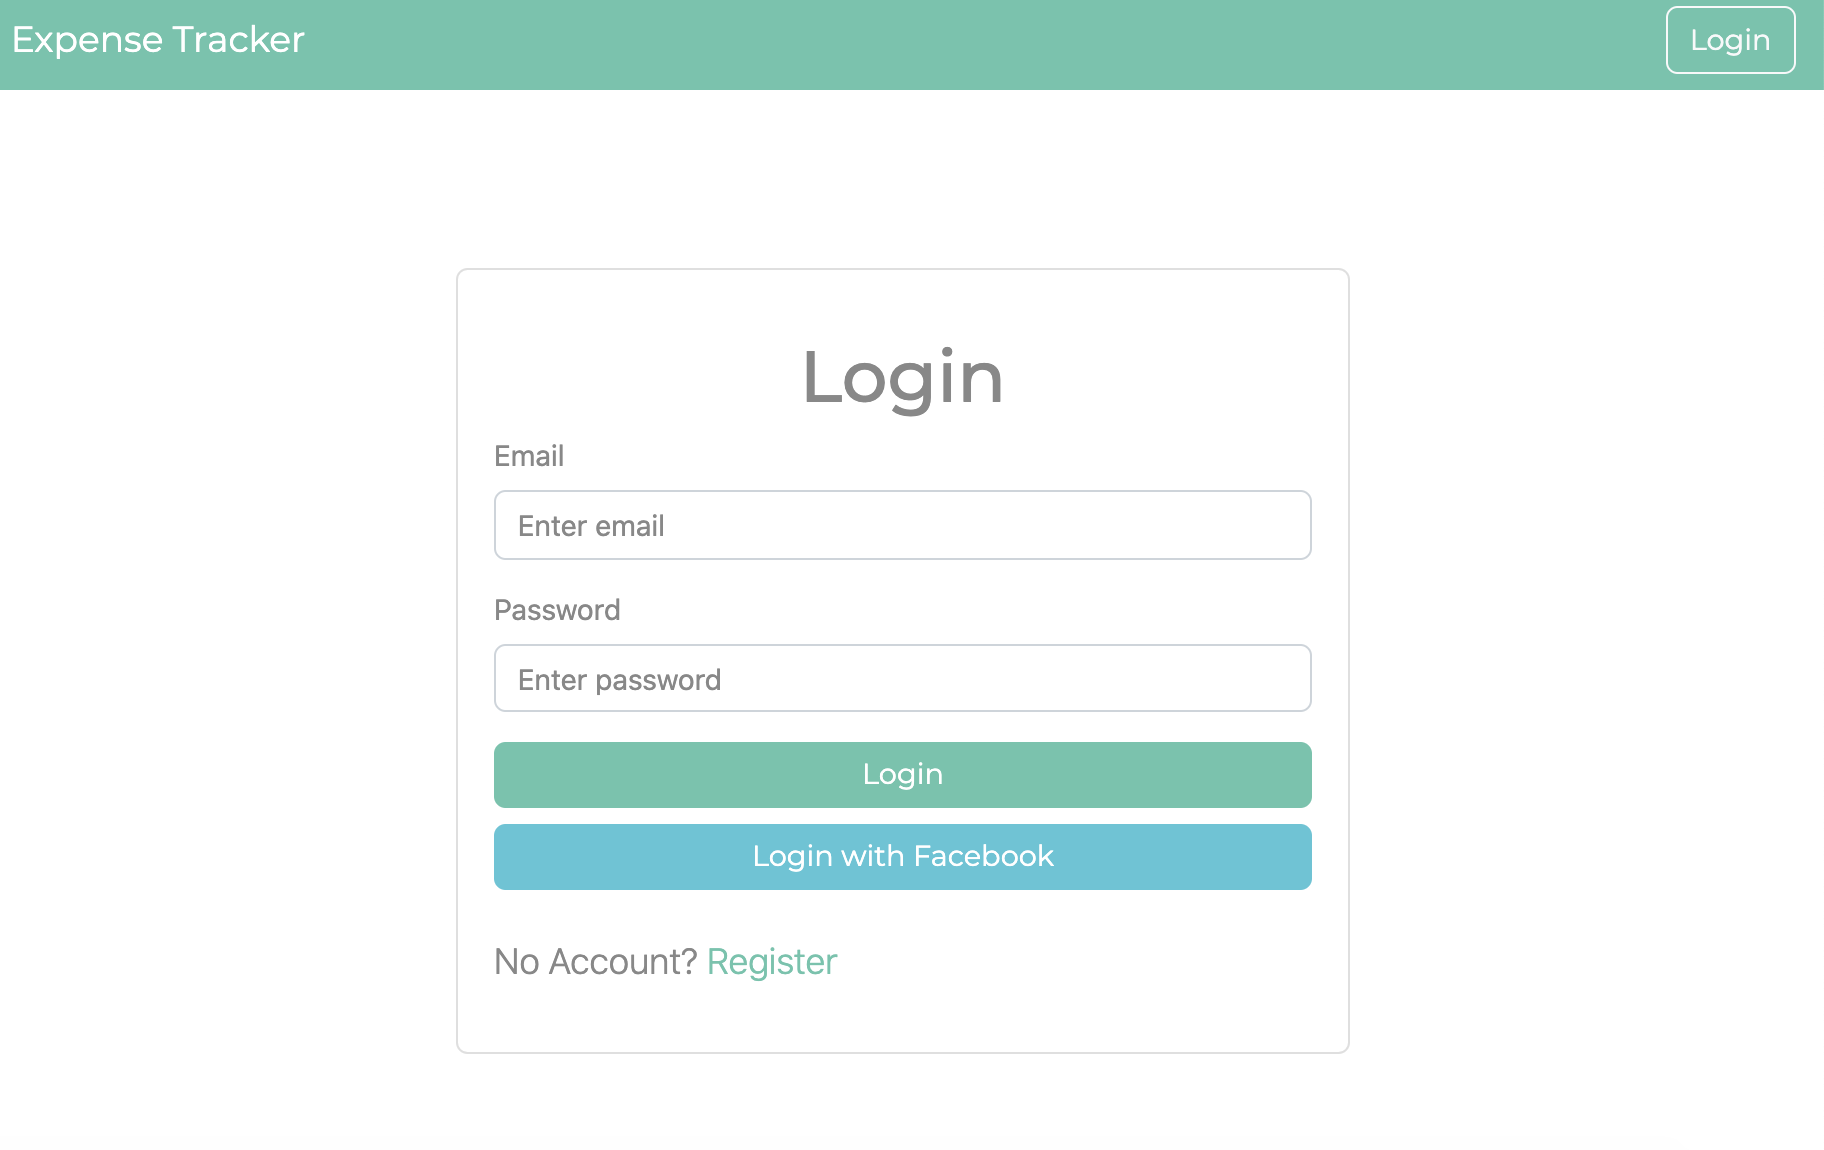 Expense Tracker
Login
Login
Email
Enter email
Password
Enter password
Login
Login with Facebook
No Account? Register